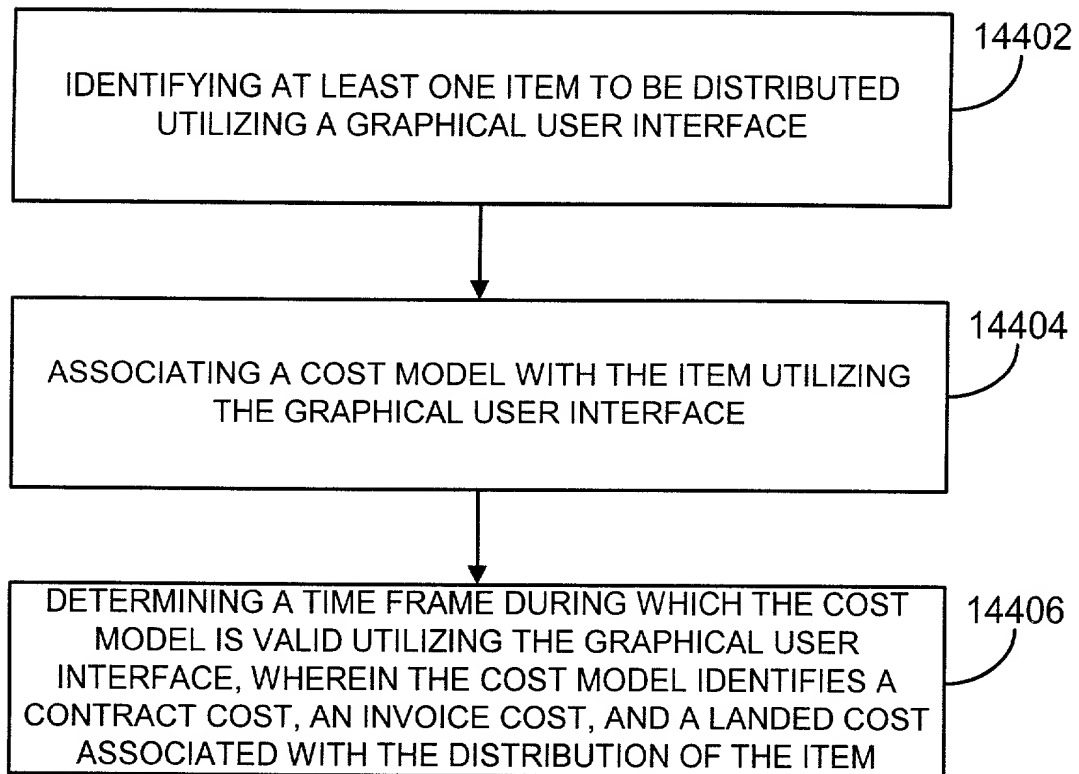 14402
IDENTIFYING AT LEAST ONE ITEM TO BE DISTRIBUTED
UTILIZING A GRAPHICAL USER INTERFACE
14404
ASSOCIATING A COST MODEL WITH THE ITEM UTILIZING
THE GRAPHICAL USER INTERFACE
14406
DETERMINING A TIME FRAME DURING WHICH THE COST
MODEL IS VALID UTILIZING THE GRAPHICAL USER
INTERFACE, WHEREIN THE COST MODEL IDENTIFIES A
CONTRACT COST, AN INVOICE COST, AND A LANDED COST
ASSOCIATED WITH THE DISTRIBUTION OF THE ITEM